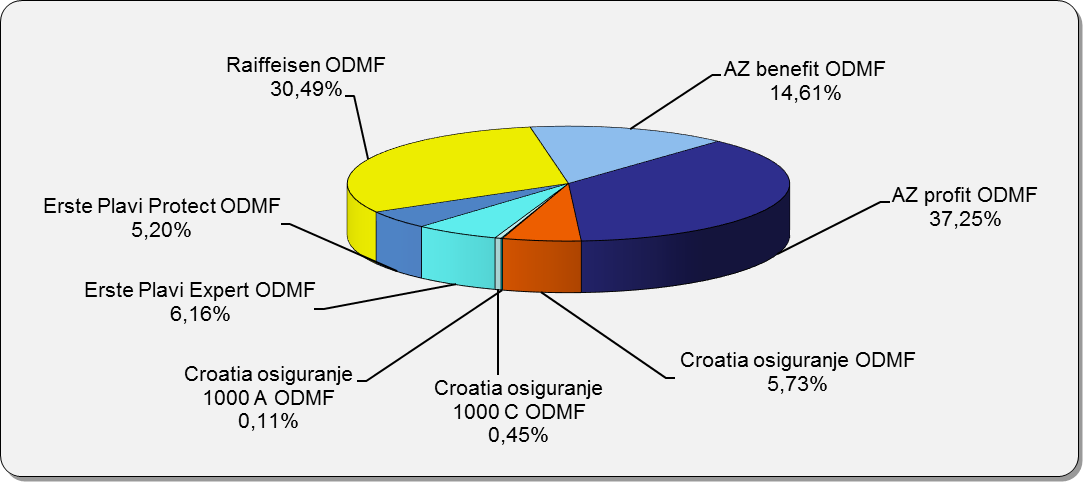 Raiffeisen ODMF
30,49%
AZ benefit ODMF
14,61%
AZ profit ODMF
37,25%
Erste Plavi Protect ODMF
5,20%
Erste Plavi Expert ODMF
6,16%
Croatia osiguranje
1000 A ODMF
0,11%
Croatia osiguranje
1000 C ODMF
0,45%
Croatia osiguranje ODMF
5,73%